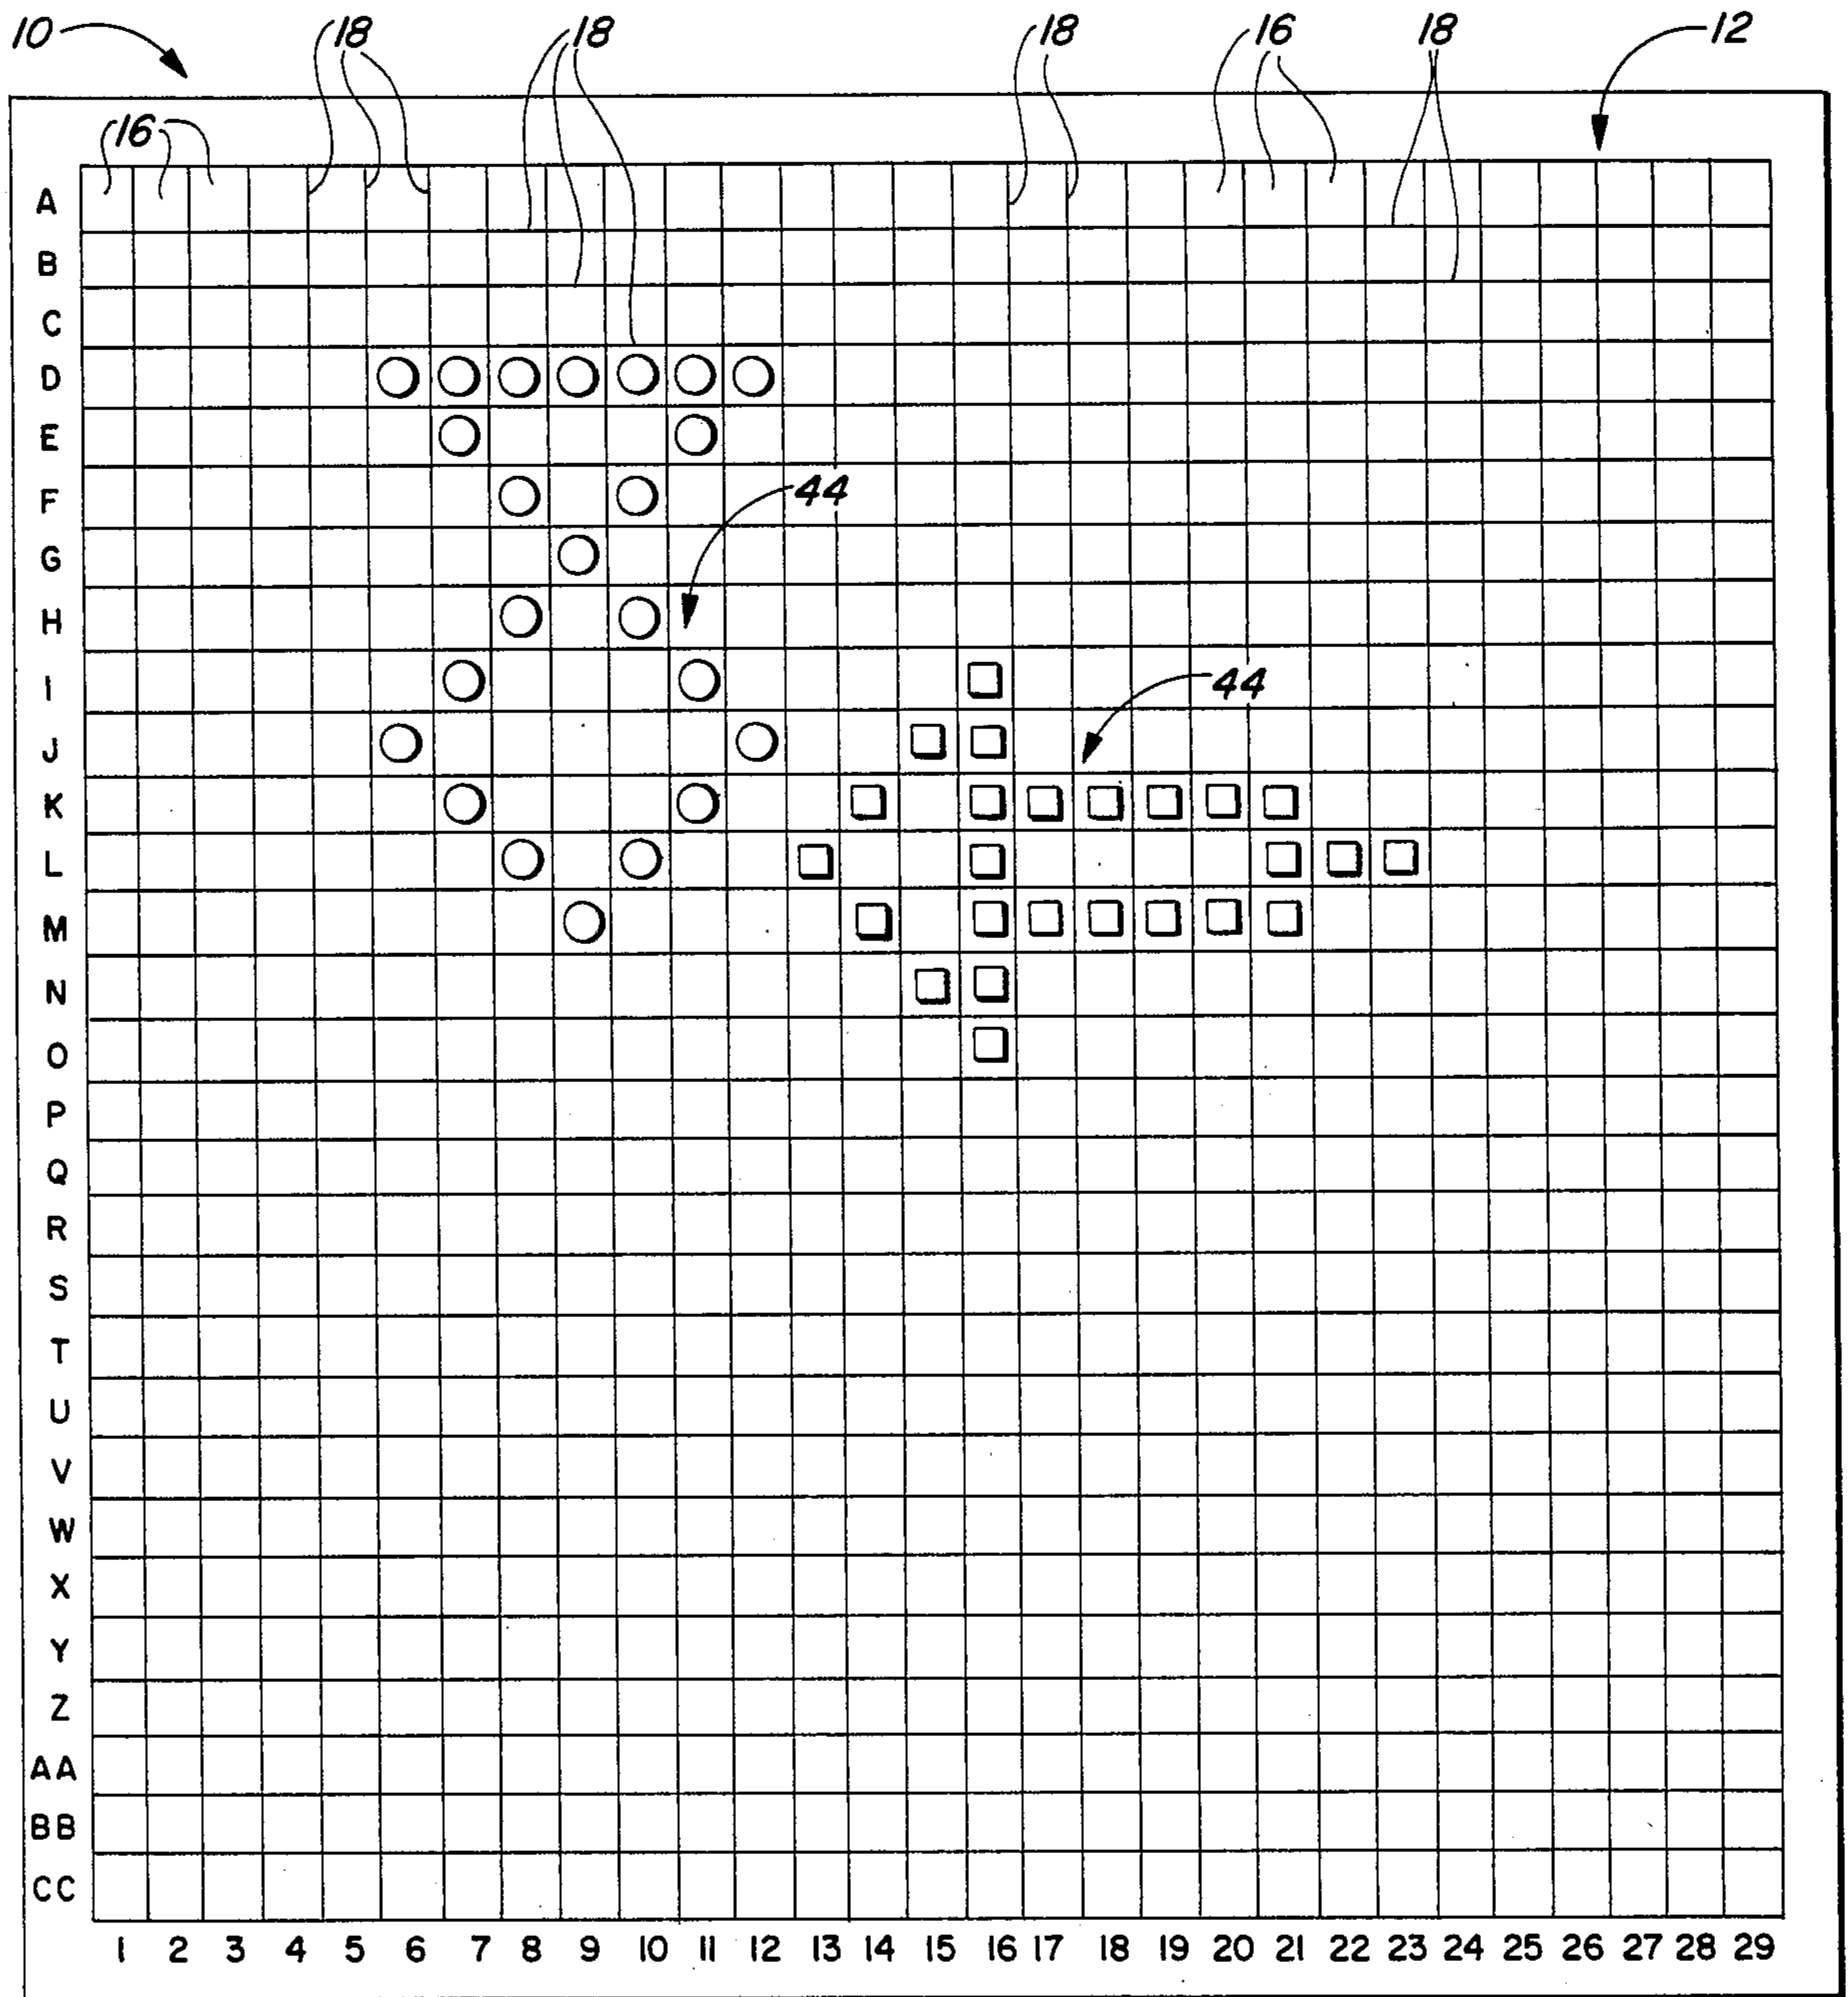 10 18 18 18 16 18 12
16
A
B
C
D
E
F 44
G
H
I 44
J
K
L
M
N
O
P
Q
R
S
T
U
V
W
X
Y
Z
AA
BB
CC
1 2 3 4 5 6 7 8 9 10 11 12 13 14 15 16 17 18 19 20 21 22 23 24 25 26 27 28 29